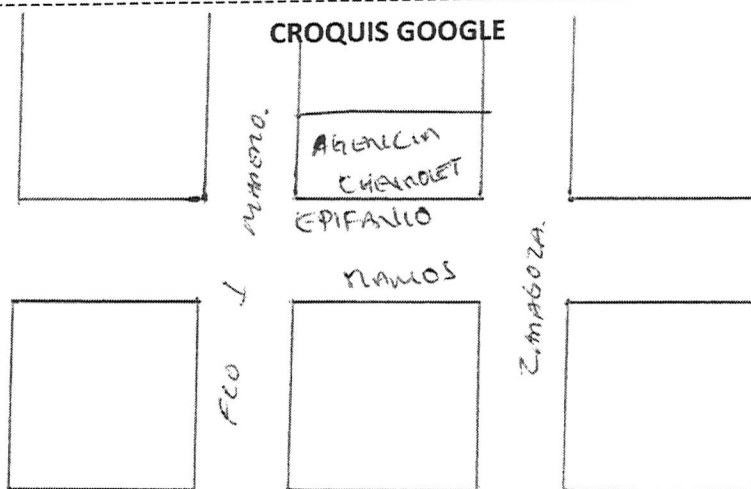 CROQUIS GOOGLE
AGENCIA
CHEVROLET
EPIFANIO
RAMOS
FCO I MADERO.
ZARAGOZA.